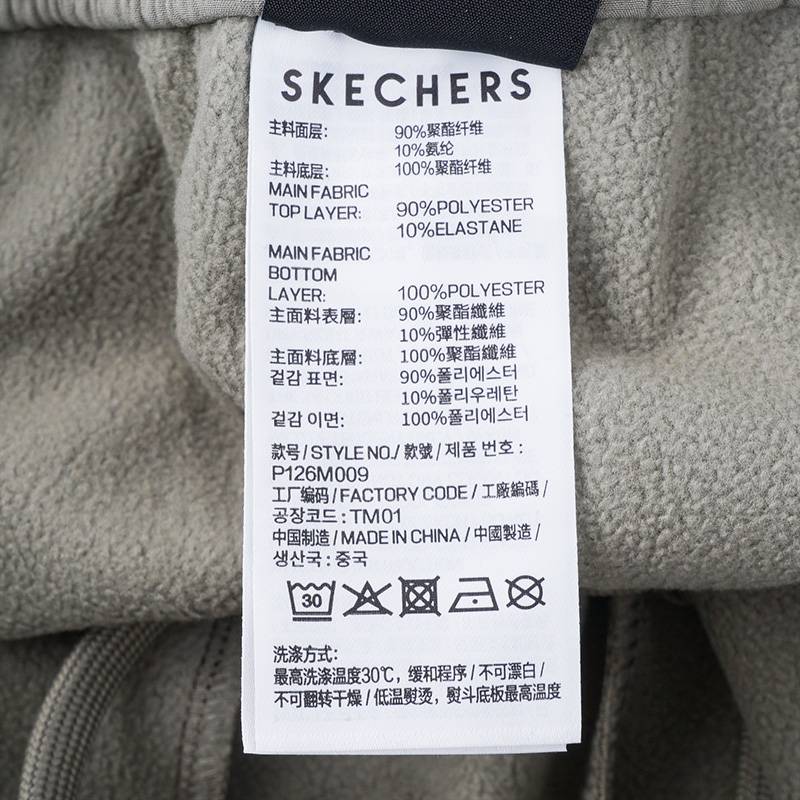 SKECHERS
主料面层: 90%聚酯纤维
10%氨纶
主料底层: 100%聚酯纤维
MAIN FABRIC
TOP LAYER: 90%POLYESTER
10%ELASTANE
MAIN FABRIC
BOTTOM
LAYER: 100%POLYESTER
主面料表層: 90%聚酯纖維
10%彈性纖維
主面料底層: 100%聚酯纖維
겉감 표면: 90%폴리에스터
10%폴리우레탄
겉감 이면: 100%폴리에스터
款号/STYLE NO./款號/제품 번호:
P126M009
工厂编码/FACTORY CODE/工廠編碼/
공장코드:TM01
中国制造/MADE IN CHINA/中國製造/
생산국:중국
30
洗涤方式:
最高洗涤温度30℃, 缓和程序/不可漂白/
不可翻转干燥/低温熨烫, 熨斗底板最高温度